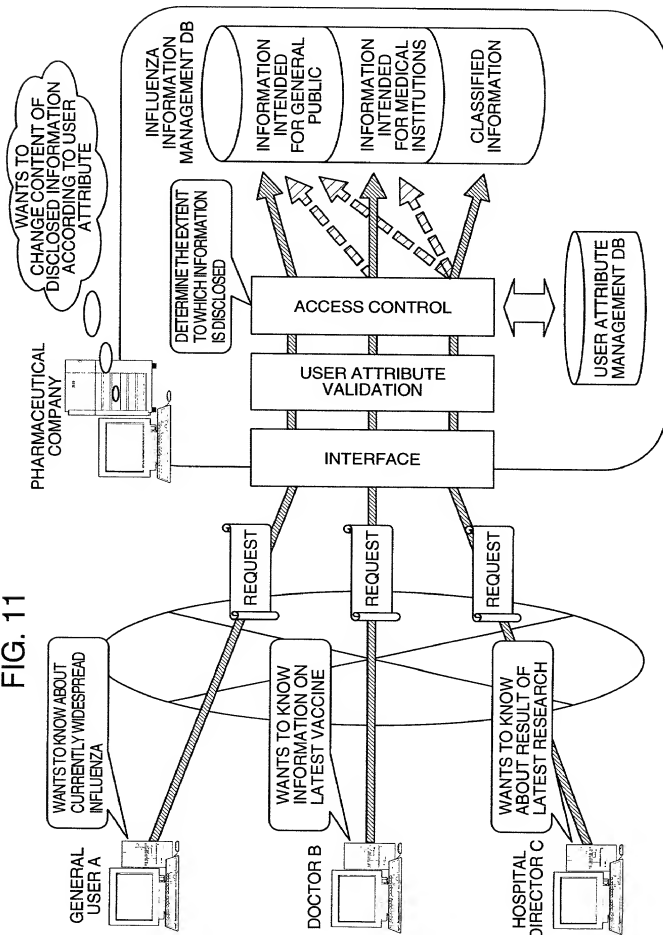 FIG. 11
GENERAL
USER A
WANTS TO KNOW ABOUT
CURRENTLY WIDESPREAD
INFLUENZA
DOCTOR B
WANTS TO KNOW
INFORMATION ON
LATEST VACCINE
HOSPITAL
DIRECTOR C
WANTS TO KNOW
ABOUT RESULT OF
LATEST RESEARCH
REQUEST
REQUEST
REQUEST
PHARMACEUTICAL
COMPANY
WANTS TO
CHANGE CONTENT OF
DISCLOSED INFORMATION
ACCORDING TO USER
ATTRIBUTE
INTERFACE
USER ATTRIBUTE
VALIDATION
ACCESS CONTROL
DETERMINE THE EXTENT
TO WHICH INFORMATION
IS DISCLOSED
USER ATTRIBUTE
MANAGEMENT DB
INFLUENZA
INFORMATION
MANAGEMENT DB
INFORMATION
INTENDED
FOR GENERAL
PUBLIC
INFORMATION
INTENDED
FOR MEDICAL
INSTITUTIONS
CLASSIFIED
INFORMATION